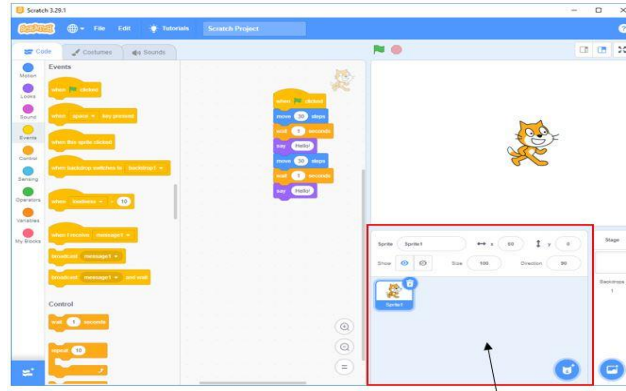 Scratch 3.29.1
SCRATCH File Edit Tutorials Scratch Project
Code Costumes Sounds
Motion
Looks
Sound
Events
Control
Sensing
Operators
Variables
My Blocks
Events
when clicked
when space key pressed
when this sprite clicked
when backdrop switches to backdrop1
when loudness > 10
when I receive message1
broadcast message1
broadcast message1 and wait
Control
wait 1 seconds
repeat 10
when clicked
move 30 steps
wait 1 seconds
say Hello!
move 30 steps
wait 1 seconds
say Hello!
Sprite Sprite1 x y
Show Size 100 Direction 90
Sprite1
Stage
Backdrops
1